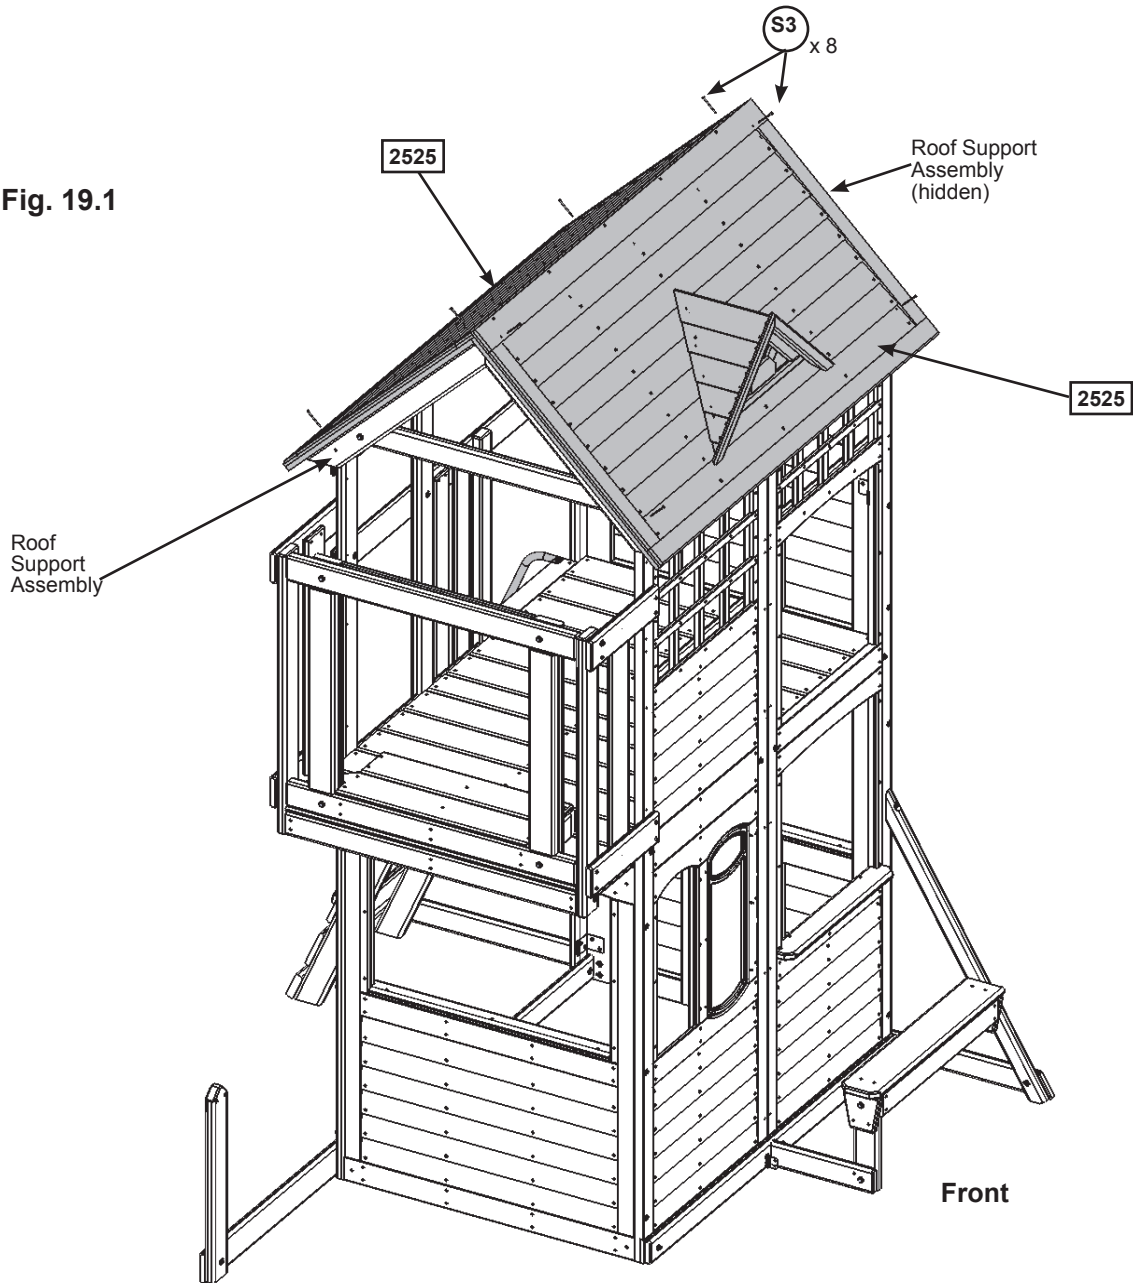 S3
x 8
2525
Roof Support
Assembly
(hidden)
Fig. 19.1
2525
Roof
Support
Assembly
Front